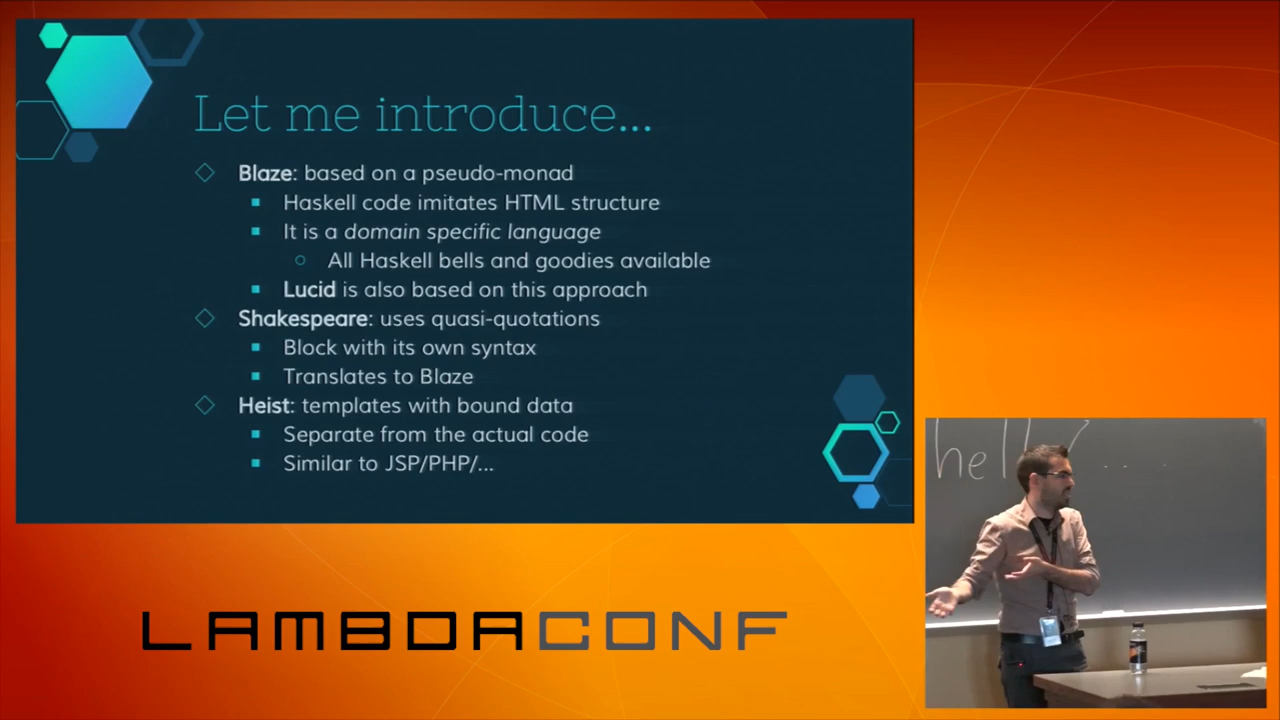 Let me introduce...
Blaze: based on a pseudo-monad
Haskell code imitates HTML structure
It is a domain specific language
All Haskell bells and goodies available
Lucid is also based on this approach
Shakespeare: uses quasi-quotations
Block with its own syntax
Translates to Blaze
Heist: templates with bound data
Separate from the actual code
Similar to JSP/PHP/...
LAMBDACONF